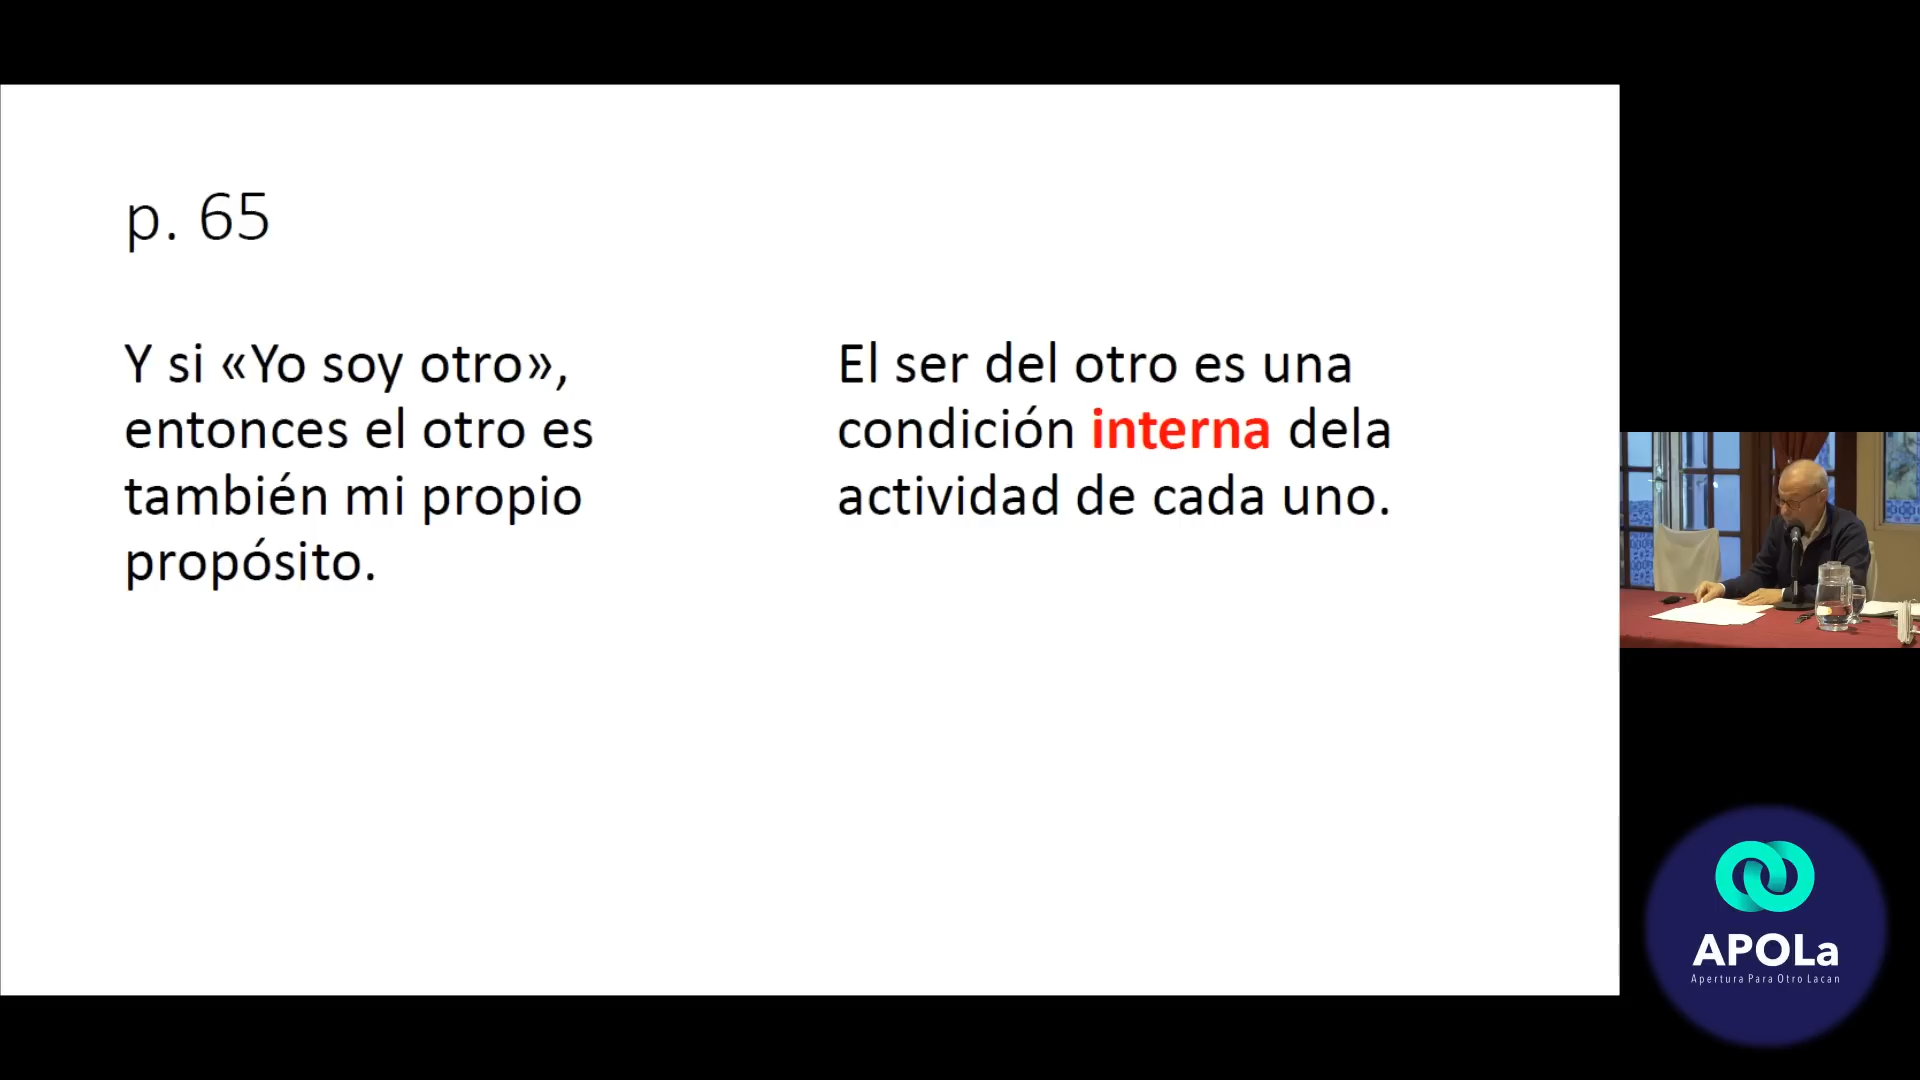 p. 65
Y si «Yo soy otro»,
entonces el otro es
también mi propio
propósito.
El ser del otro es una
condición interna dela
actividad de cada uno.
APOLa
Apertura Para Otro Lacan